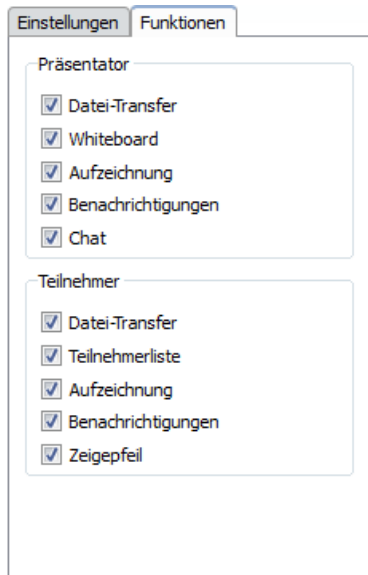 Einstellungen Funktionen
Präsentator
Datei-Transfer
Whiteboard
Aufzeichnung
Benachrichtigungen
Chat
Teilnehmer
Datei-Transfer
Teilnehmerliste
Aufzeichnung
Benachrichtigungen
Zeigepfeil